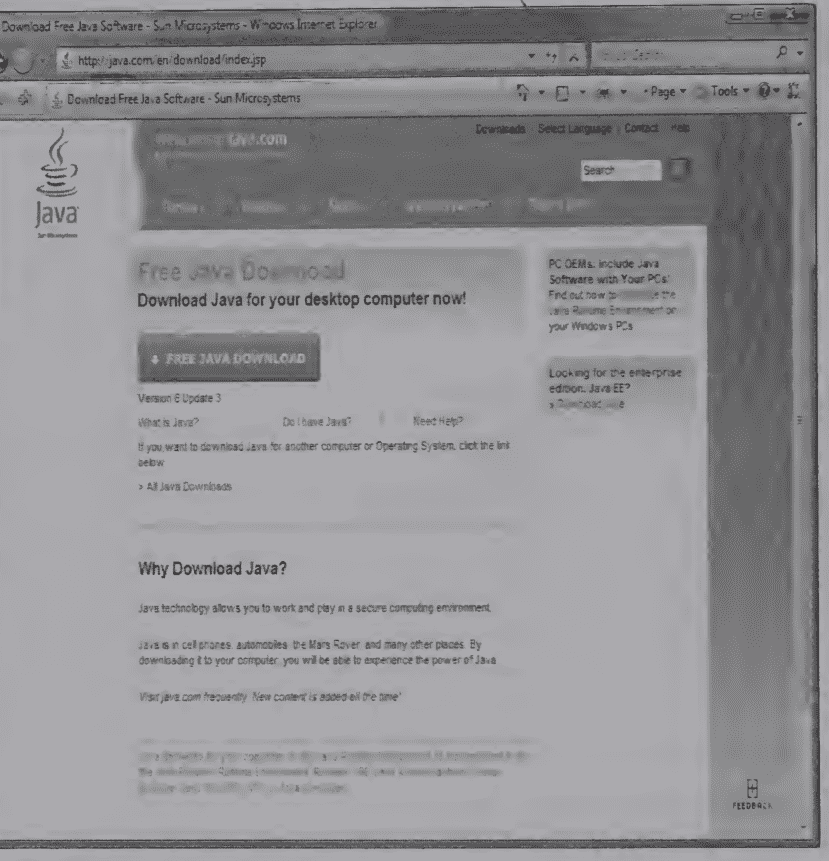 Download Free Java Software - Sun Microsystems - Windows Internet Explorer
http://java.com/en/download/index.jsp
Download Free Java Software - Sun Microsystems
Page
Tools
java.com
Downloads | Select Language | Contact Help
Search
Java
Free Java Download
Download Java for your desktop computer now!
FREE JAVA DOWNLOAD
Version 6 Update 3
What is Java? Do I have Java? Need Help?
If you want to download Java for another computer or Operating System, click the link
below
> All Java Downloads
PC OEMs, Include Java
Software with Your PCs!
Find out how to the
Java Runtime Environment on
your Windows PCs
Looking for the enterprise
edition, Java EE?
> Download
Why Download Java?
Java technology allows you to work and play in a secure computing environment.
Java is in cell phones, automobiles, the Mars Rover, and many other places. By
downloading it to your computer, you will be able to experience the power of Java
Visit java.com frequently. New content is added all the time!
FEEDBACK